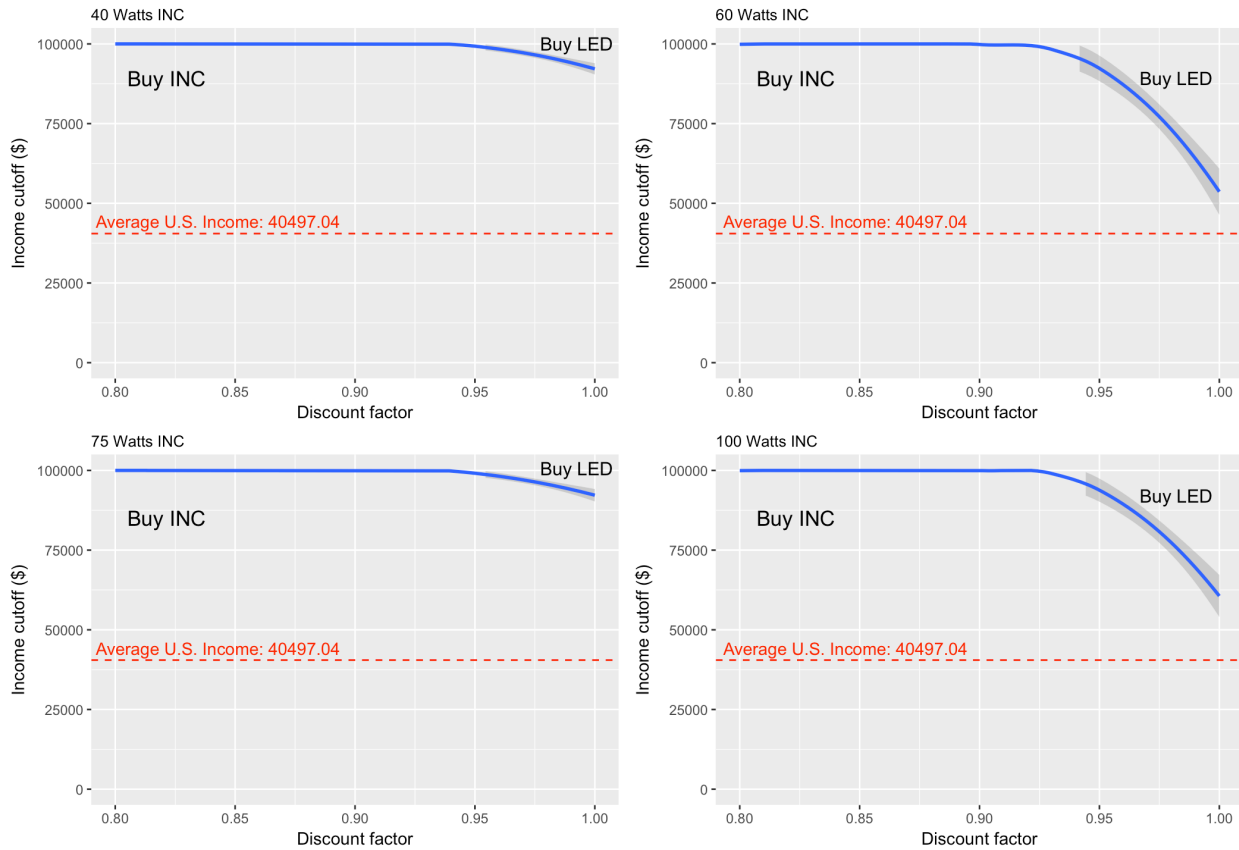 40 Watts INC
100000
75000
50000
25000
0
Income cutoff ($)
Buy INC
Buy LED
Average U.S. Income: 40497.04
0.80 0.85 0.90 0.95 1.00
Discount factor
60 Watts INC
100000
75000
50000
25000
0
Income cutoff ($)
Buy INC
Buy LED
Average U.S. Income: 40497.04
0.80 0.85 0.90 0.95 1.00
Discount factor
75 Watts INC
100000
75000
50000
25000
0
Income cutoff ($)
Buy LED
Buy INC
Average U.S. Income: 40497.04
0.80 0.85 0.90 0.95 1.00
Discount factor
100 Watts INC
100000
75000
50000
25000
0
Income cutoff ($)
Buy LED
Buy INC
Average U.S. Income: 40497.04
0.80 0.85 0.90 0.95 1.00
Discount factor